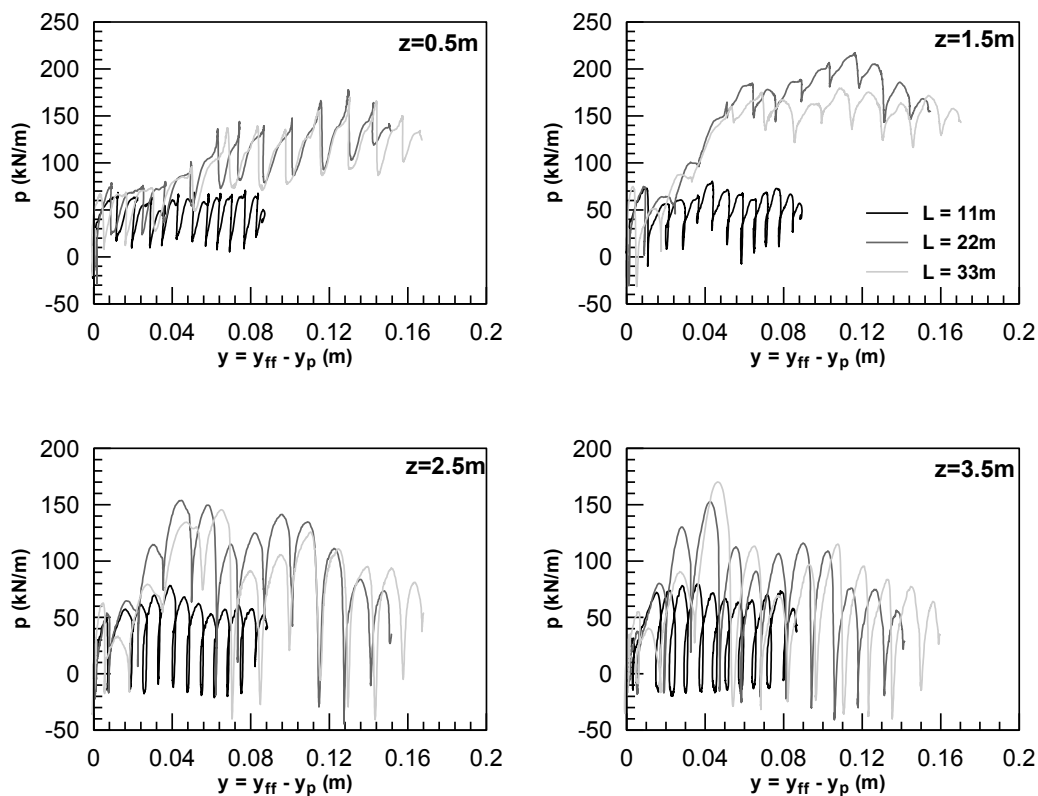 z=0.5m
250
200
150
100
50
0
-50
p (kN/m)
0 0.04 0.08 0.12 0.16 0.2
y = yff - yp (m)
z=1.5m
250
200
150
100
50
0
-50
p (kN/m)
L = 11m
L = 22m
L = 33m
0 0.04 0.08 0.12 0.16 0.2
y = yff - yp (m)
z=2.5m
200
150
100
50
0
-50
p (kN/m)
0 0.04 0.08 0.12 0.16 0.2
y = yff - yp (m)
z=3.5m
200
150
100
50
0
-50
p (kN/m)
0 0.04 0.08 0.12 0.16 0.2
y = yff - yp (m)